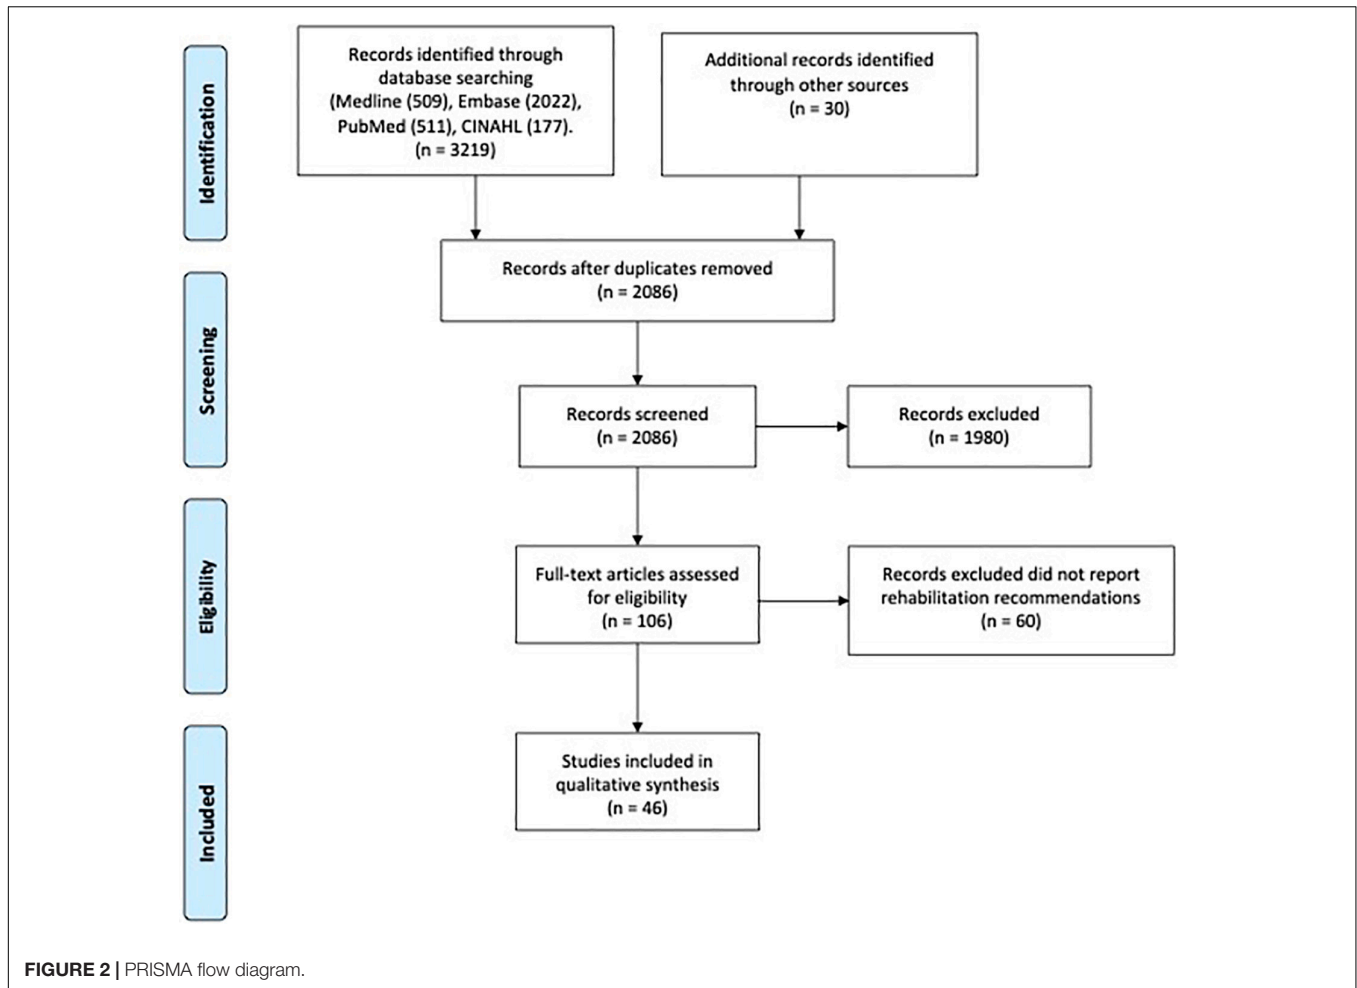 Identification
Records identified through
database searching
(Medline (509), Embase (2022),
PubMed (511), CINAHL (177).
(n = 3219)
Additional records identified
through other sources
(n = 30)
Records after duplicates removed
(n = 2086)
Screening
Records screened
(n = 2086)
Records excluded
(n = 1980)
Eligibility
Full-text articles assessed
for eligibility
(n = 106)
Records excluded did not report
rehabilitation recommendations
(n = 60)
Included
Studies included in
qualitative synthesis
(n = 46)
FIGURE 2 | PRISMA flow diagram.